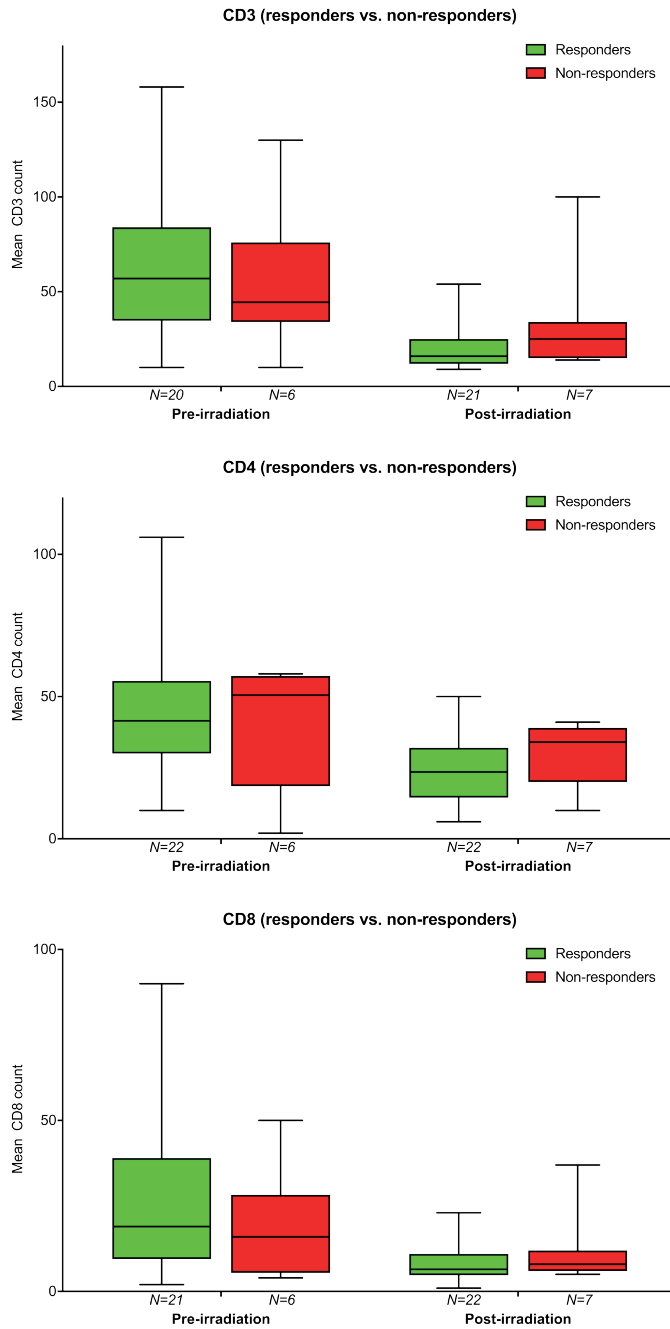 CD3 (responders vs. non-responders)
Responders
Non-responders
Mean CD3 count
150
100
50
0
N=20 N=6 N=21 N=7
Pre-irradiation Post-irradiation
CD4 (responders vs. non-responders)
Responders
Non-responders
Mean CD4 count
100
50
0
N=22 N=6 N=22 N=7
Pre-irradiation Post-irradiation
CD8 (responders vs. non-responders)
Responders
Non-responders
Mean CD8 count
100
50
0
N=21 N=6 N=22 N=7
Pre-irradiation Post-irradiation